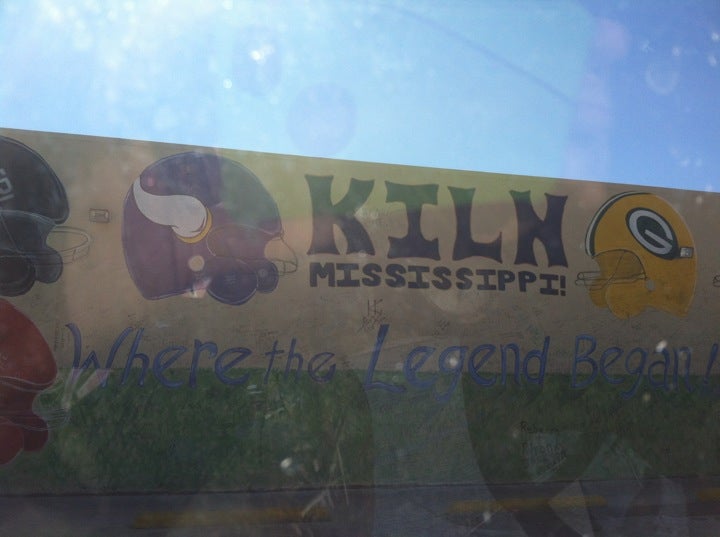 KILN
MISSISSIPPI!
G
Where the Legend Began!